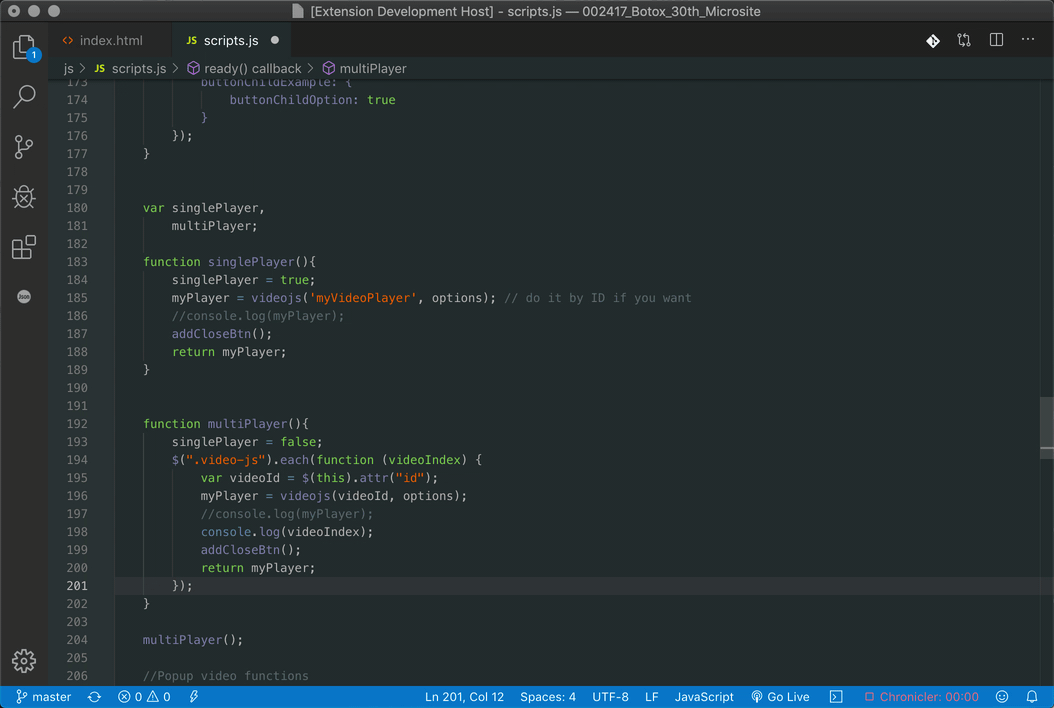 [Extension Development Host] - scripts.js — 002417_Botox_30th_Microsite
1
<> index.html
JS scripts.js
js > JS scripts.js > ready() callback > multiPlayer
173 buttonChildExample: {
174 buttonChildOption: true
175 }
176 });
177 }
178
179
180 var singlePlayer,
181 multiPlayer;
182
183 function singlePlayer(){
184 singlePlayer = true;
185 myPlayer = videojs('myVideoPlayer', options); // do it by ID if you want
186 //console.log(myPlayer);
187 addCloseBtn();
188 return myPlayer;
189 }
190
191
192 function multiPlayer(){
193 singlePlayer = false;
194 $(".video-js").each(function (videoIndex) {
195 var videoId = $(this).attr("id");
196 myPlayer = videojs(videoId, options);
197 //console.log(myPlayer);
198 console.log(videoIndex);
199 addCloseBtn();
200 return myPlayer;
201 });
202 }
203
204 multiPlayer();
205
206 //Popup video functions
Json
master 0 0 Ln 201, Col 12 Spaces: 4 UTF-8 LF JavaScript Go Live Chronicler: 00:00